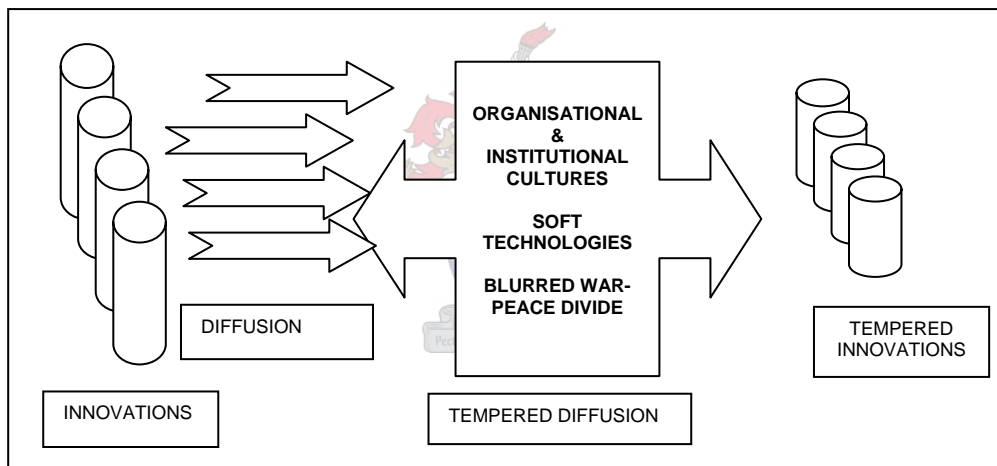 ORGANISATIONAL
&
INSTITUTIONAL
CULTURES
SOFT
TECHNOLOGIES
BLURRED WAR-
PEACE DIVIDE
DIFFUSION
TEMPERED
INNOVATIONS
INNOVATIONS
TEMPERED DIFFUSION